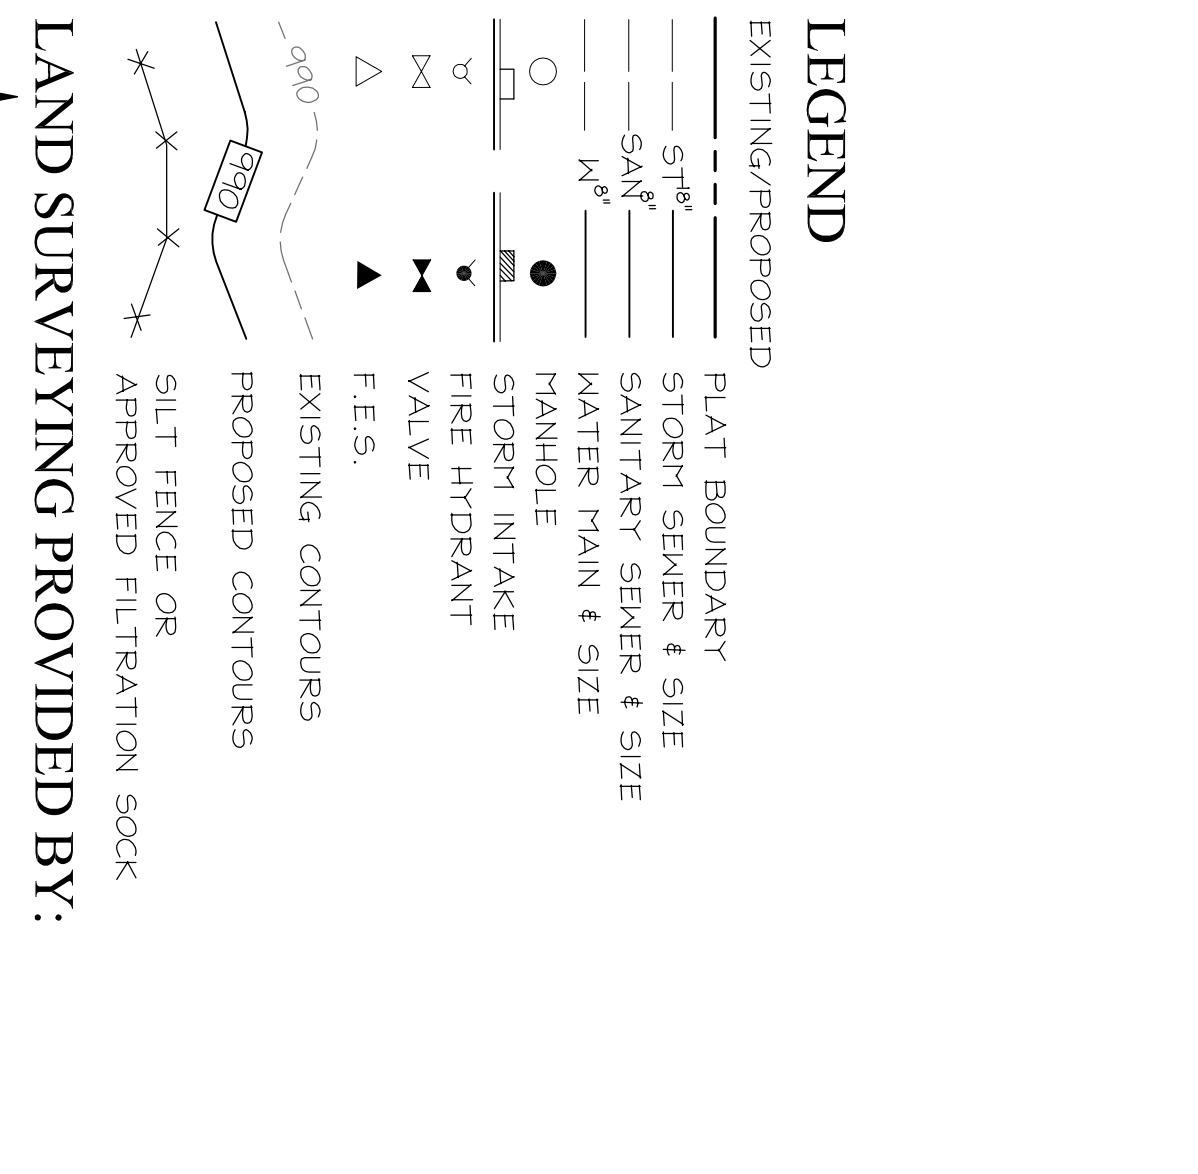 LEGEND
EXISTING/PROPOSED
PLAT BOUNDARY
ST 18" STORM SEWER & SIZE
SAN 8" SANITARY SEWER & SIZE
W 8" WATER MAIN & SIZE
MANHOLE
STORM INTAKE
FIRE HYDRANT
VALVE
F.E.S.
990 EXISTING CONTOURS
990 PROPOSED CONTOURS
SILT FENCE OR
APPROVED FILTRATION SOCK
LAND SURVEYING PROVIDED BY: